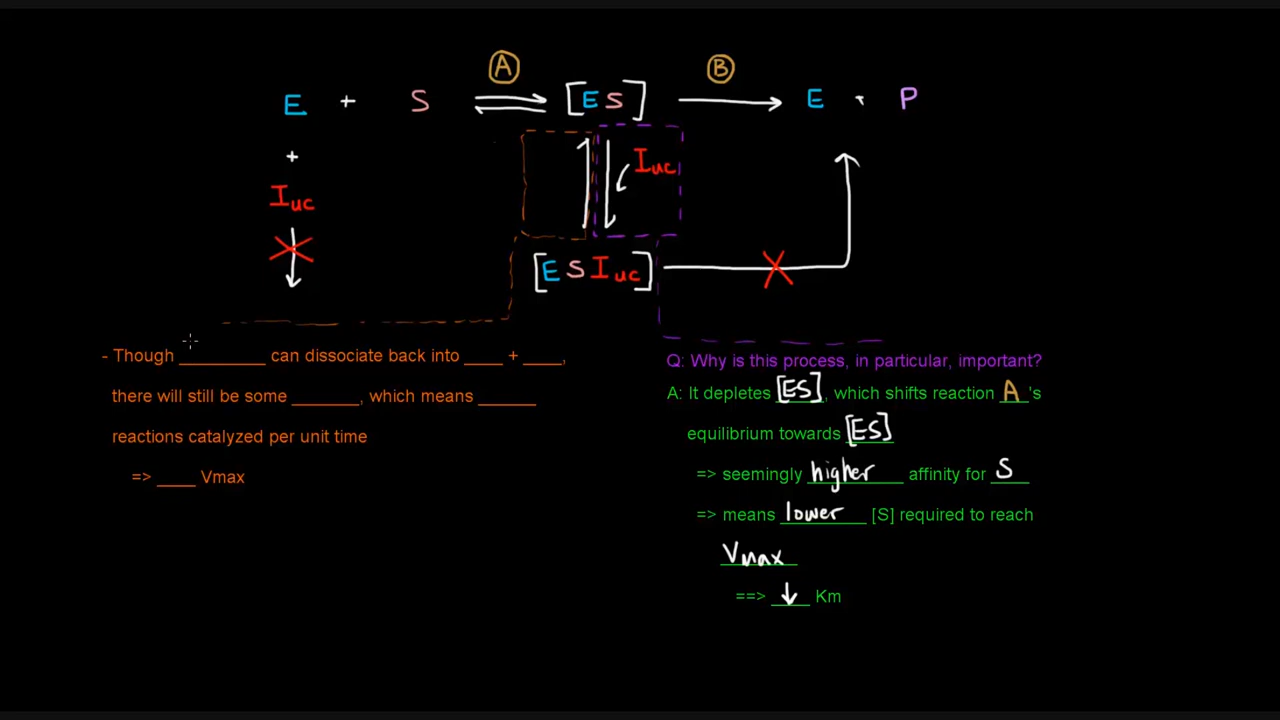 A B
E + S [ES] E + P
+
Iuc Iuc
[ESIuc]
- Though _________ can dissociate back into ____ + ____,
there will still be some _______, which means ______
reactions catalyzed per unit time
=> ____ Vmax
Q: Why is this process, in particular, important?
A: It depletes [ES], which shifts reaction A's
equilibrium towards [ES]
=> seemingly higher affinity for S
=> means lower [S] required to reach
Vmax
==> ↓ Km